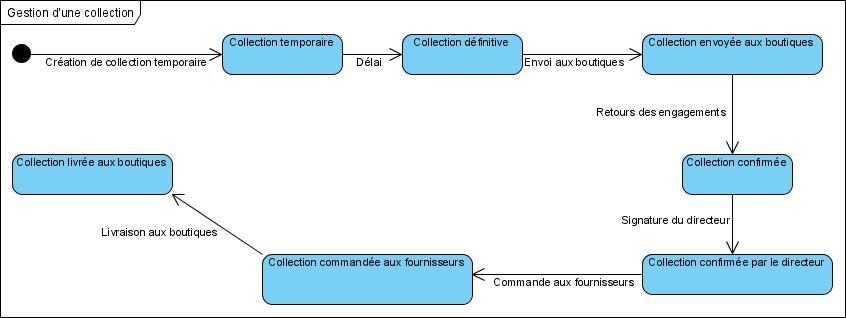 Gestion d'une collection
Collection temporaire
Collection définitive
Collection envoyée aux boutiques
Création de collection temporaire
Délai
Envoi aux boutiques
Retours des engagements
Collection livrée aux boutiques
Collection confirmée
Signature du directeur
Livraison aux boutiques
Collection commandée aux fournisseurs
Collection confirmée par le directeur
Commande aux fournisseurs